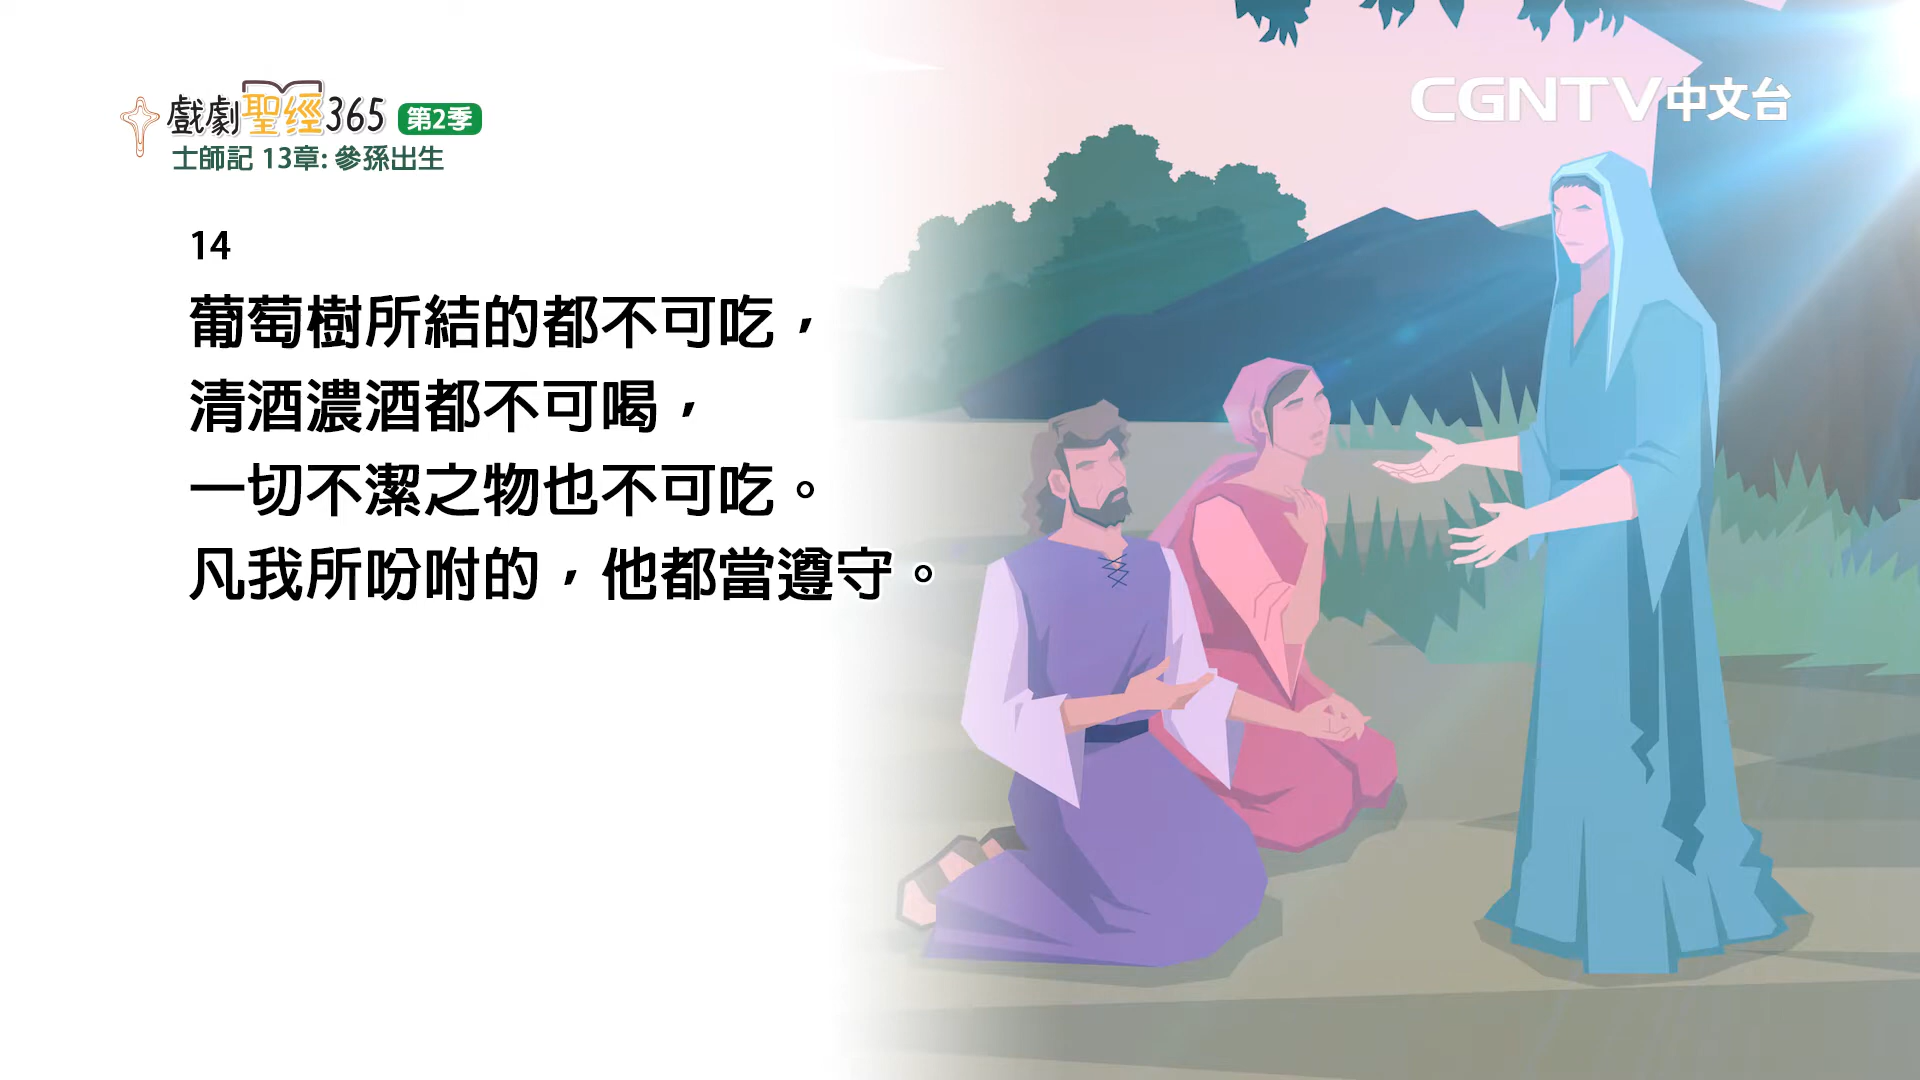 戲劇聖經365 第2季
CGNTV中文台
士師記 13章: 參孫出生
14
葡萄樹所結的都不可吃，
清酒濃酒都不可喝，
一切不潔之物也不可吃。
凡我所吩咐的，他都當遵守。